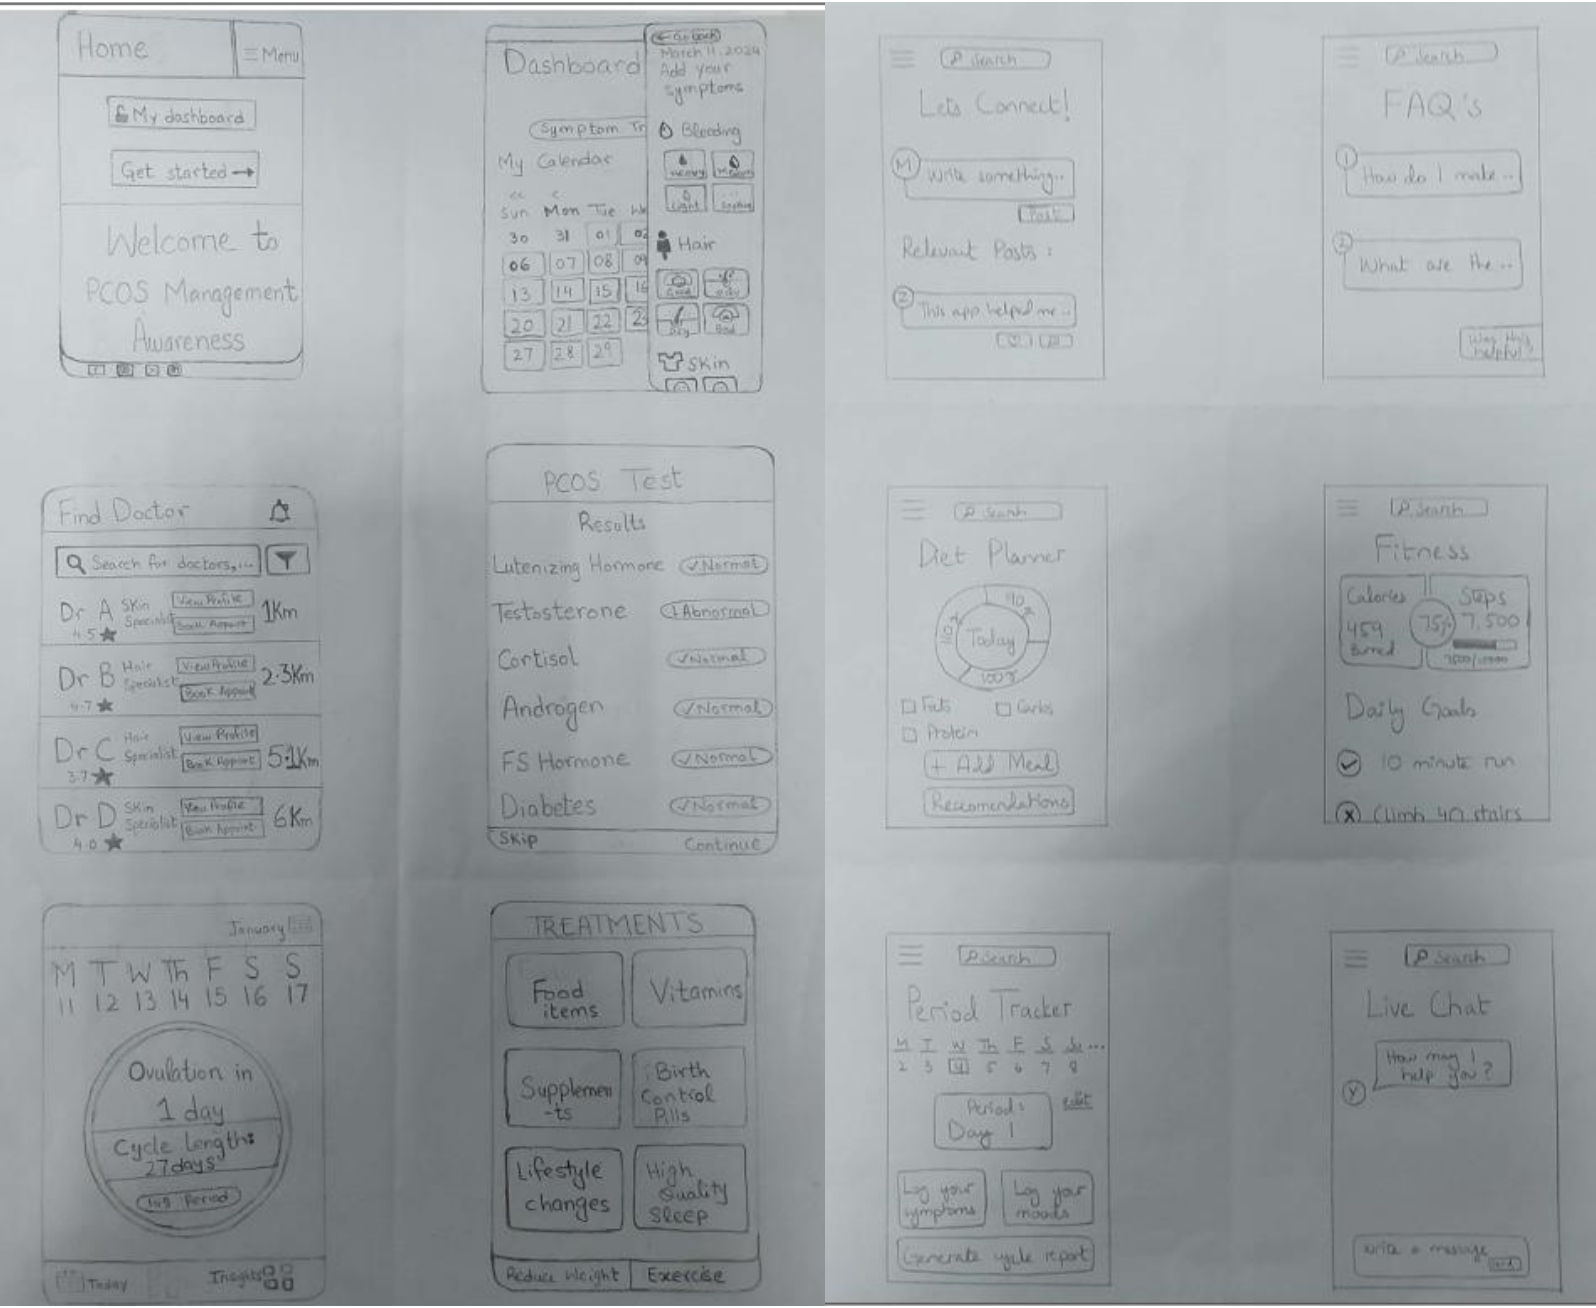 Home
Menu
My dashboard
Get started →
Welcome to
PCOS Management
Awareness
Go back
March 11, 2024
Dashboard
Add your
symptoms
Symptom Tr
Bleeding
My Calendar
Heavy
Medium
<< <
Light
Sun Mon Tue We
30 31 01 02
Hair
06 07 08 09
13 14 15 16
Good
Oily
20 21 22 23
Dry
Bad
27 28 29
Skin
Search
Lets Connect!
M
Write something..
Post
Relevant Posts :
2
This app helped me ..
Search
FAQ's
1
How do I make ..
2
What are the ..
Was this
helpful?
Find Doctor
Search for doctors,...
Dr A
Skin
Specialist
View Profile
Book Appoint
1Km
4.5★
Dr B
Hair
Specialist
View Profile
Book Appoint
2.3Km
4.7★
Dr C
Hair
Specialist
View Profile
Book Appoint
5.1Km
3.7★
Dr D
Skin
Specialist
View Profile
Book Appoint
6Km
4.0★
PCOS Test
Results
Lutenizing Hormone ✓Normal
Testosterone Abnormal
Cortisol ✓Normal
Androgen ✓Normal
FS Hormone ✓Normal
Diabetes ✓Normal
Skip Continue
Search
Diet Planner
Today
Fats Carbs
Protein
+ Add Meal
Reccomendations
Search
Fitness
Calories
459
Burned
75%
Steps
7,500
Daily Goals
10 minute run
Climb 40 stairs
January
M T W Th F S S
11 12 13 14 15 16 17
Ovulation in
1 day
Cycle length:
27days
Log Period
Today
Insights
TREATMENTS
Food
items
Vitamins
Supplemen
-ts
Birth
Control
Pills
Lifestyle
changes
High
Quality
Sleep
Reduce Weight Exercise
Search
Period Tracker
M T W Th F S Su ...
2 3 4 5 6 7 8
Period:
Day 1
edit
Log your
symptoms
Log your
moods
Generate cycle report
Search
Live Chat
How may I
help you?
Y
Write a message